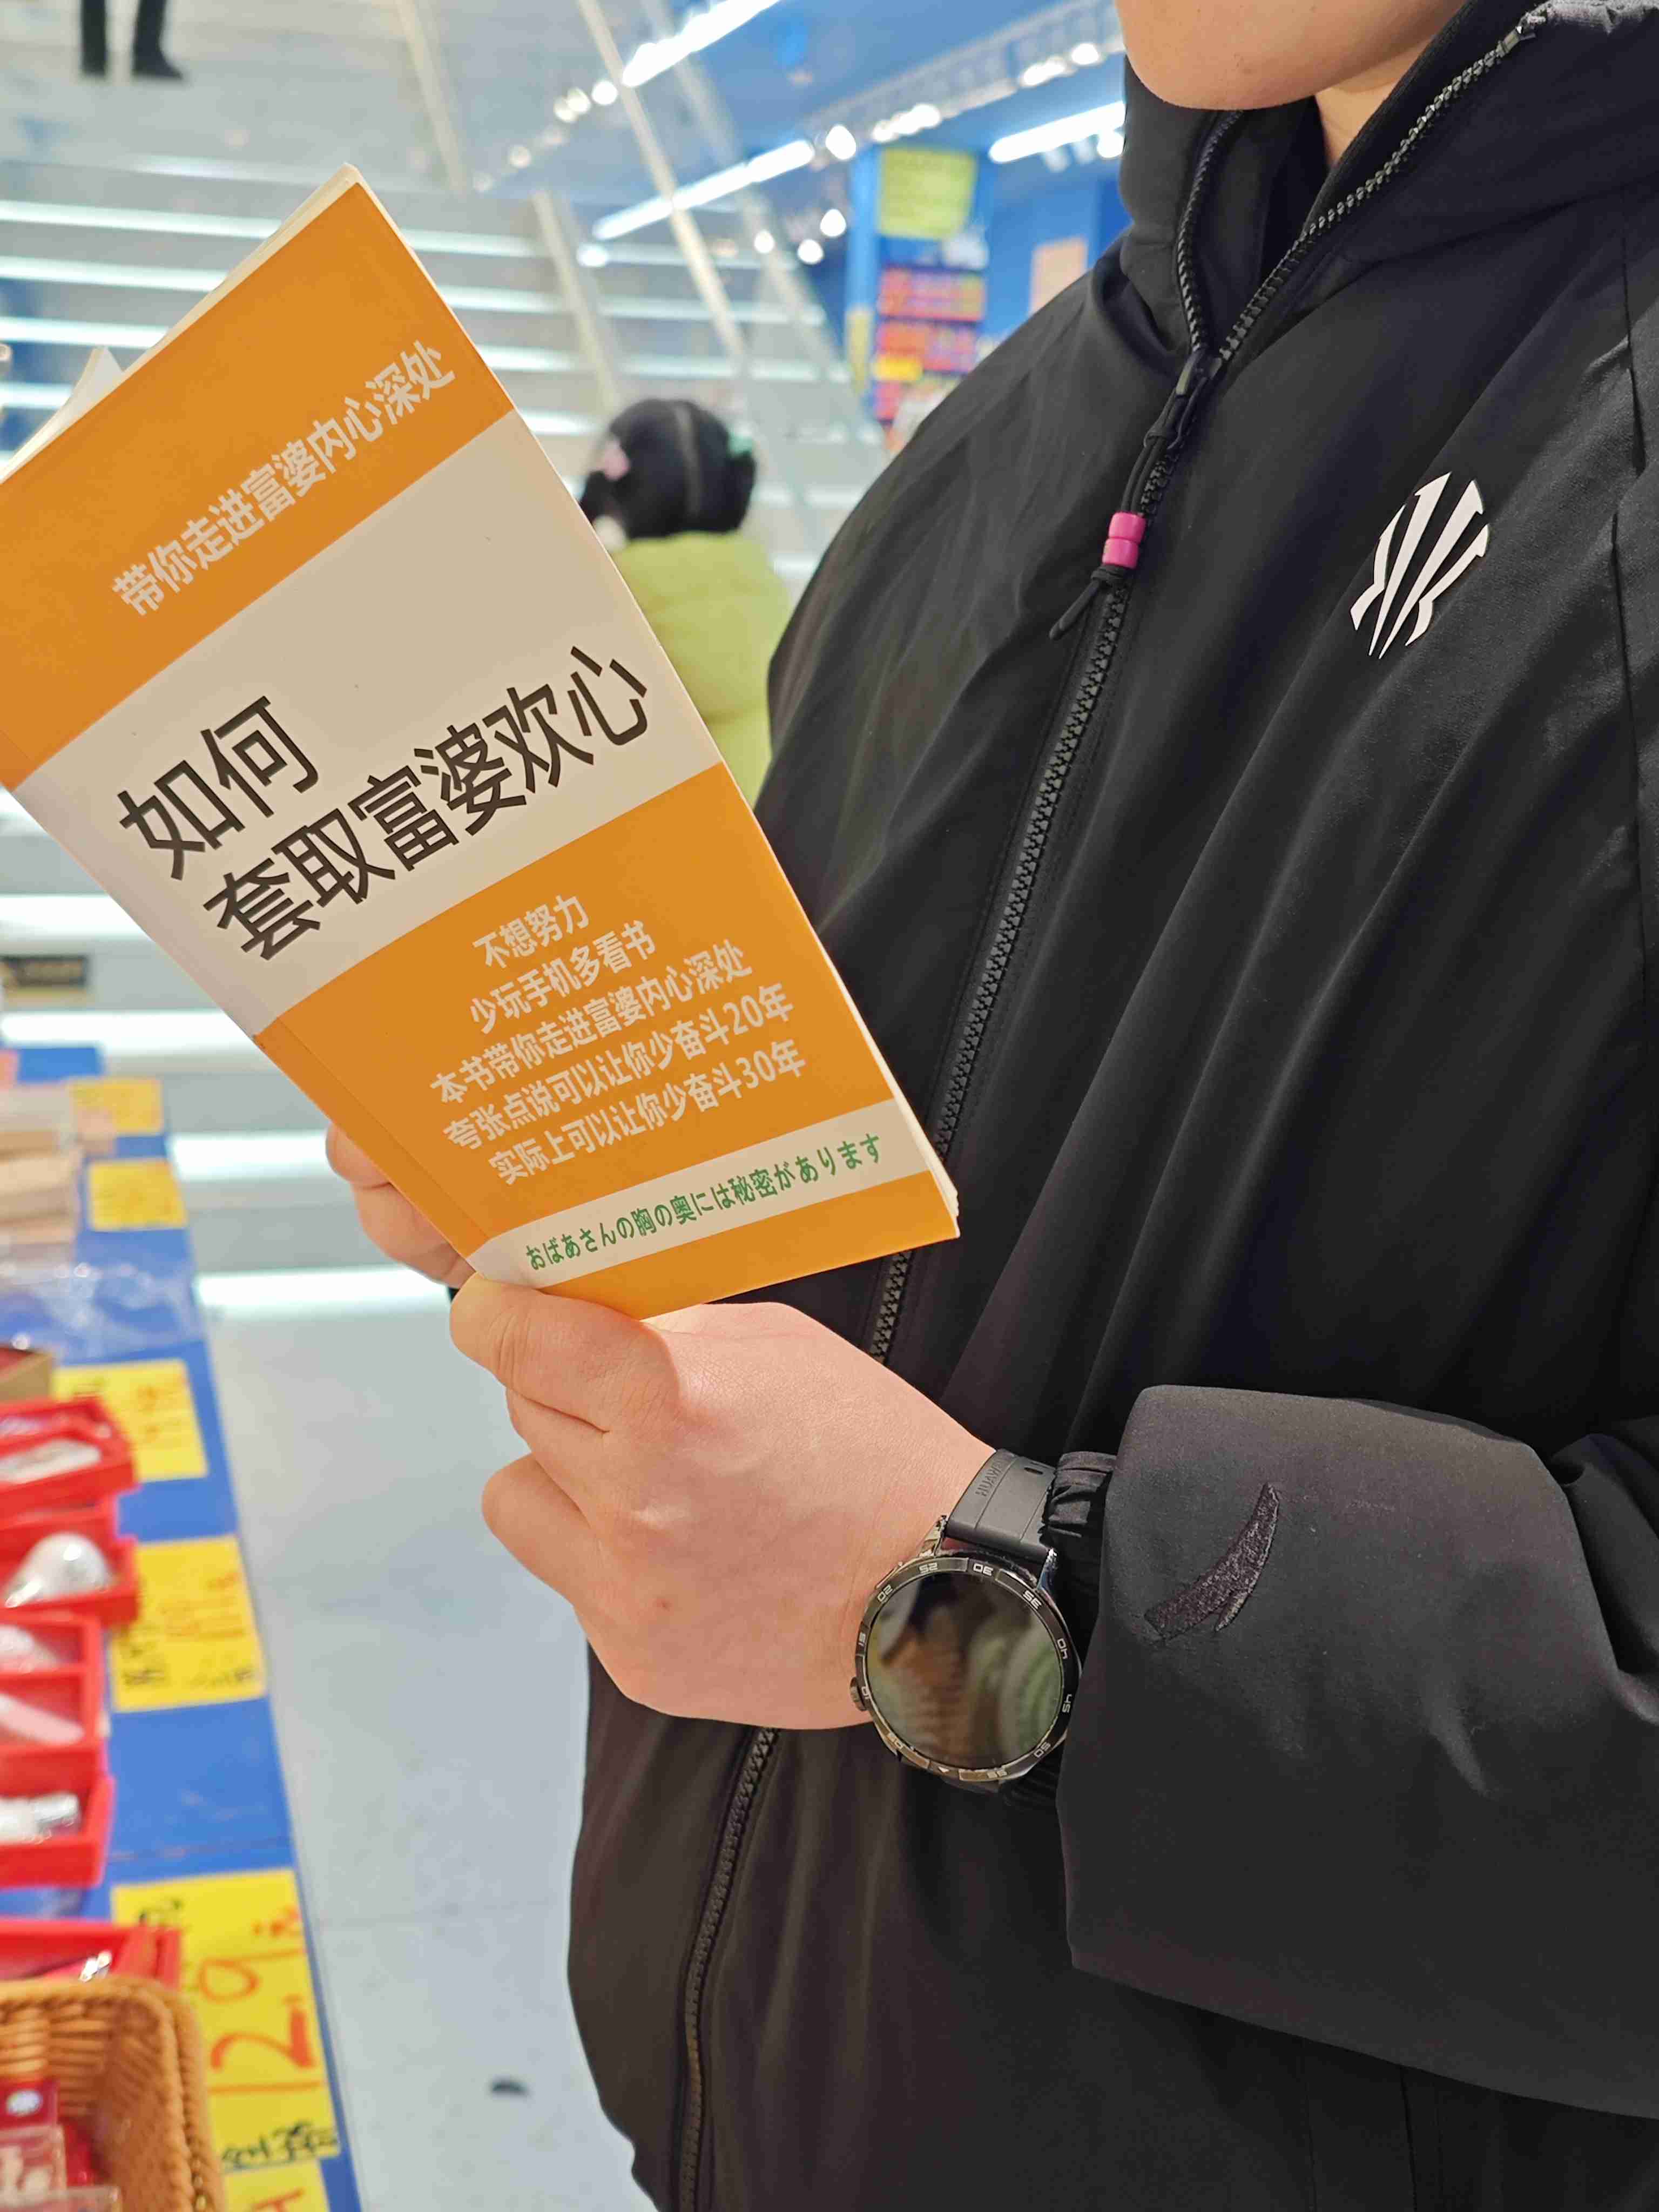 带你走进富婆内心深处
如何
套取富婆欢心
不想努力
少玩手机多看书
本书带你走进富婆内心深处
夸张点说可以让你少奋斗20年
实际上可以让你少奋斗30年
おばあさんの胸の奥には秘密があります
HUAWEI
12.9元